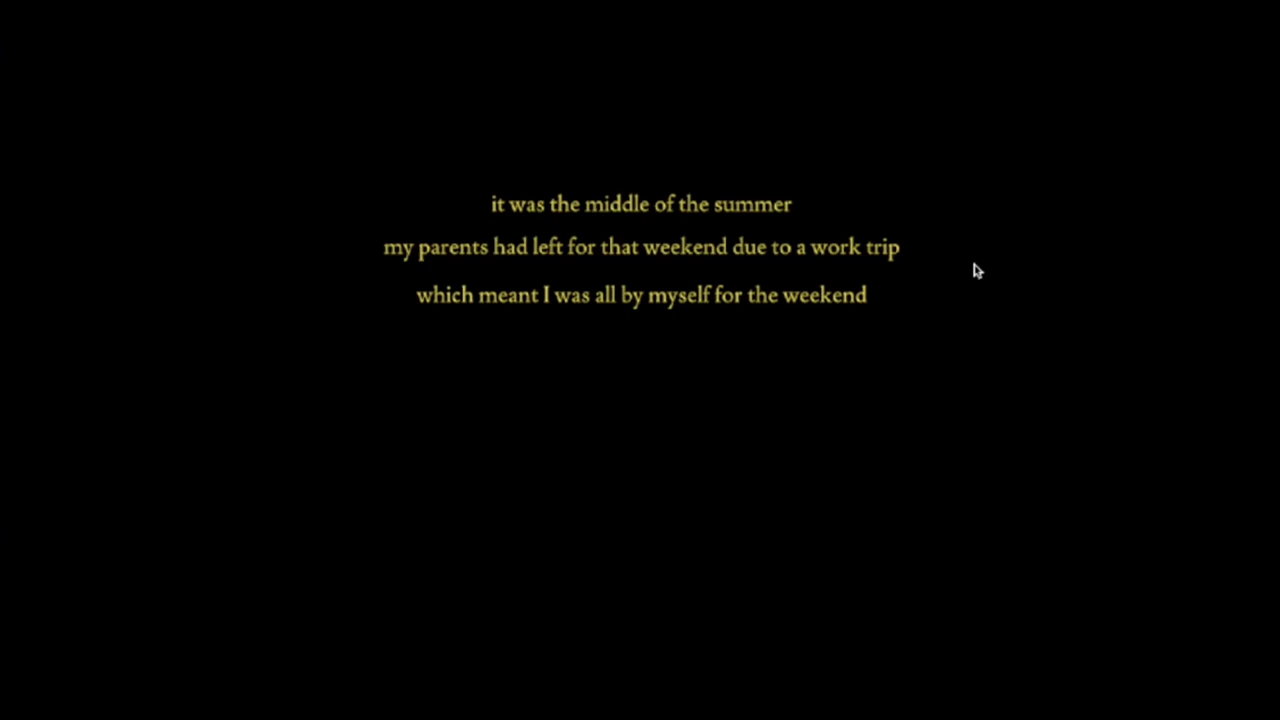 it was the middle of the summer
my parents had left for that weekend due to a work trip
which meant I was all by myself for the weekend